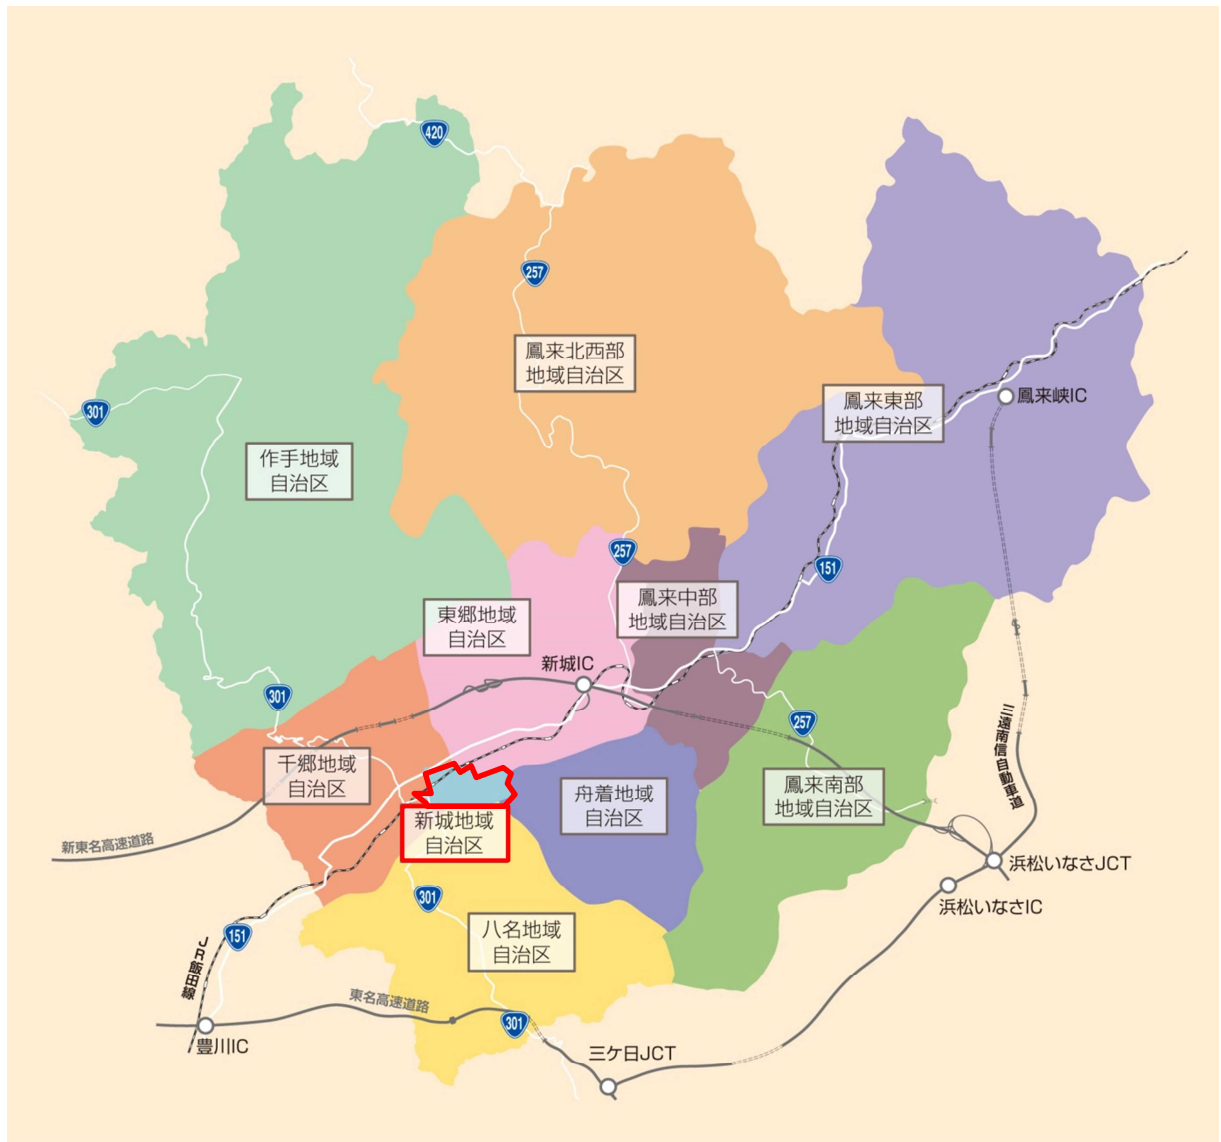 420
257
鳳来北西部
地域自治区
301
鳳来東部
地域自治区
鳳来峡IC
作手地域
自治区
257
151
鳳来中部
地域自治区
東郷地域
自治区
新城IC
301
257
三遠南信自動車道
千郷地域
自治区
鳳来南部
地域自治区
舟着地域
自治区
新城地域
自治区
新東名高速道路
浜松いなさJCT
浜松いなさIC
301
151
八名地域
自治区
JR飯田線
東名高速道路
301
豊川IC
三ケ日JCT